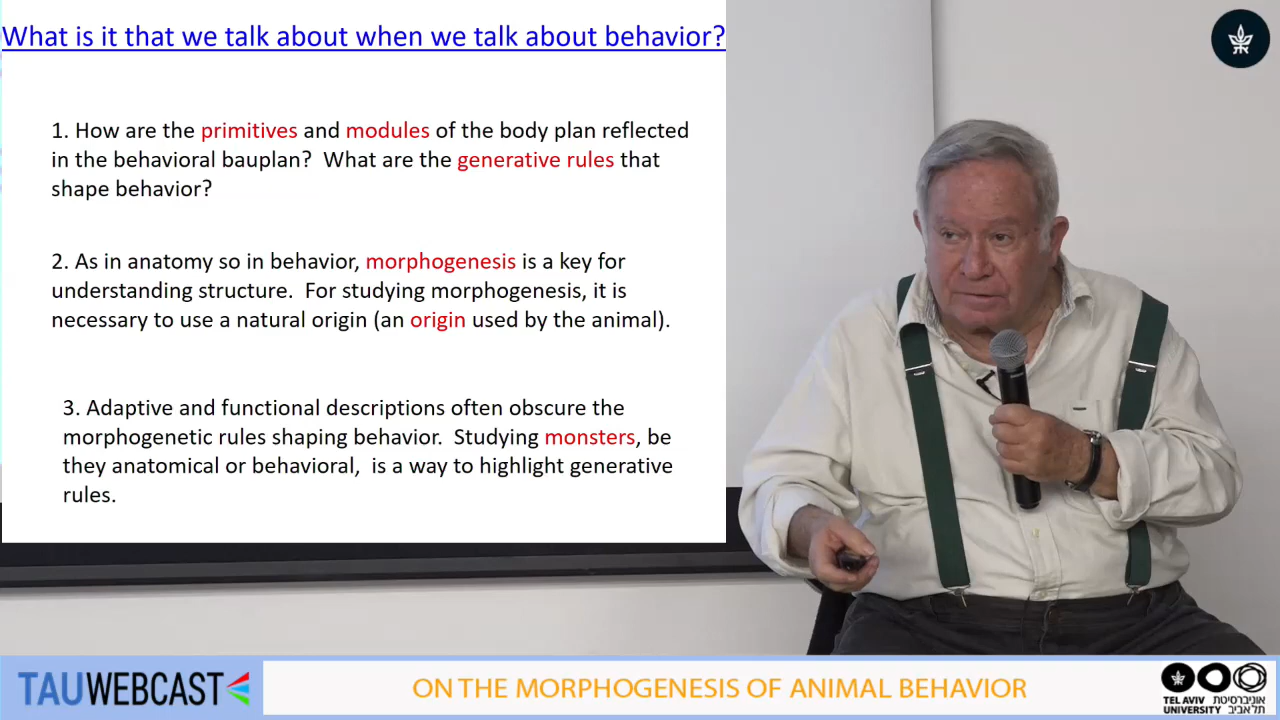 What is it that we talk about when we talk about behavior?
1. How are the primitives and modules of the body plan reflected
in the behavioral bauplan? What are the generative rules that
shape behavior?
2. As in anatomy so in behavior, morphogenesis is a key for
understanding structure. For studying morphogenesis, it is
necessary to use a natural origin (an origin used by the animal).
3. Adaptive and functional descriptions often obscure the
morphogenetic rules shaping behavior. Studying monsters, be
they anatomical or behavioral, is a way to highlight generative
rules.
TAUWEBCAST
ON THE MORPHOGENESIS OF ANIMAL BEHAVIOR
TEL AVIV אוניברסיטת
UNIVERSITY תל אביב